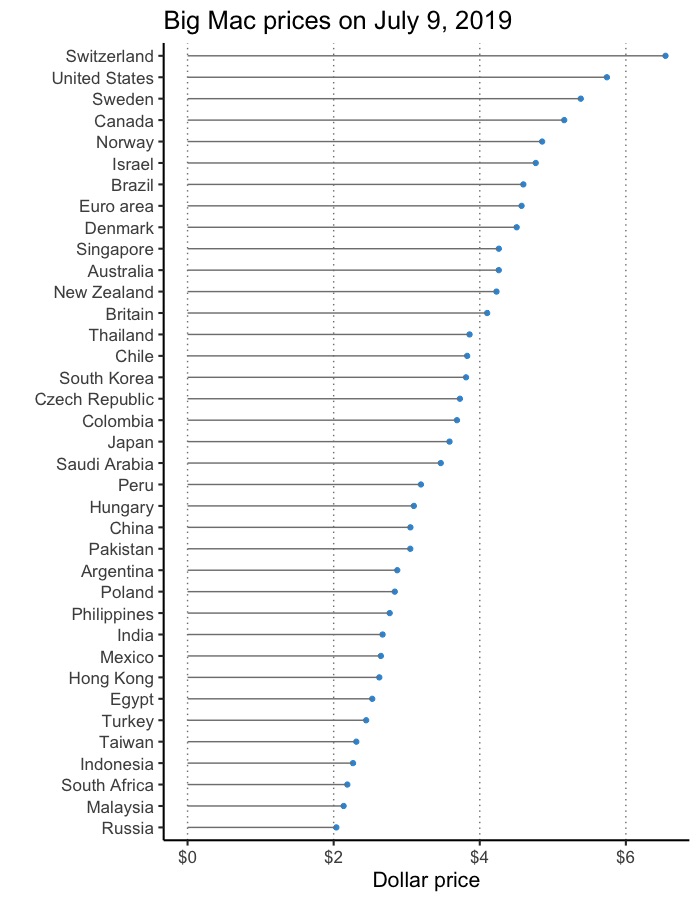 Big Mac prices on July 9, 2019
Switzerland
United States
Sweden
Canada
Norway
Israel
Brazil
Euro area
Denmark
Singapore
Australia
New Zealand
Britain
Thailand
Chile
South Korea
Czech Republic
Colombia
Japan
Saudi Arabia
Peru
Hungary
China
Pakistan
Argentina
Poland
Philippines
India
Mexico
Hong Kong
Egypt
Turkey
Taiwan
Indonesia
South Africa
Malaysia
Russia
$0 $2 $4 $6
Dollar price